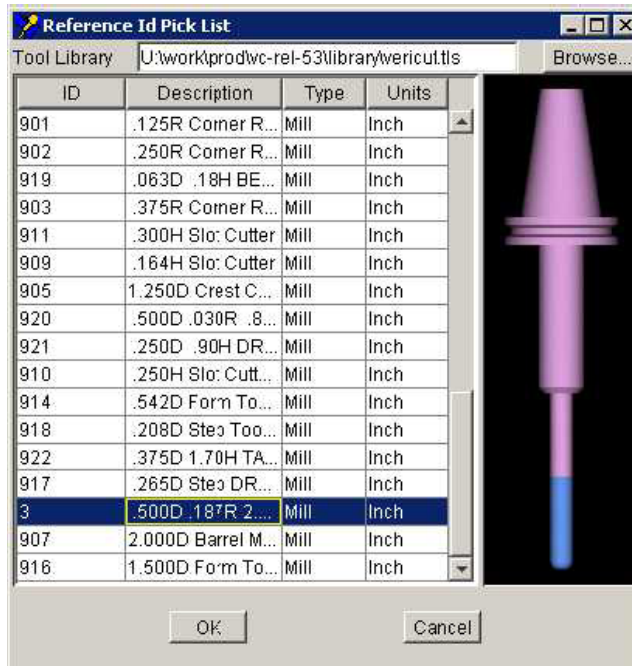 Reference Id Pick List
Tool Library U:\work\prod\vc-rel-53\library\vericut.tls Browse...
ID Description Type Units
901 .125R Corner R... Mill Inch
902 .250R Corner R... Mill Inch
919 .063D .18H BE... Mill Inch
903 .375R Corner R... Mill Inch
911 .300H Slot Cutter Mill Inch
909 .164H Slot Cutter Mill Inch
905 1.250D Crest C... Mill Inch
920 .500D .030R .8... Mill Inch
921 .250D .90H DR... Mill Inch
910 .250H Slot Cutt... Mill Inch
914 .542D Form To... Mill Inch
918 .208D Step Too... Mill Inch
922 .375D 1.70H TA... Mill Inch
917 .265D Step DR... Mill Inch
3 .500D .187R 2.... Mill Inch
907 2.000D Barrel M... Mill Inch
916 1.500D Form To... Mill Inch
OK Cancel